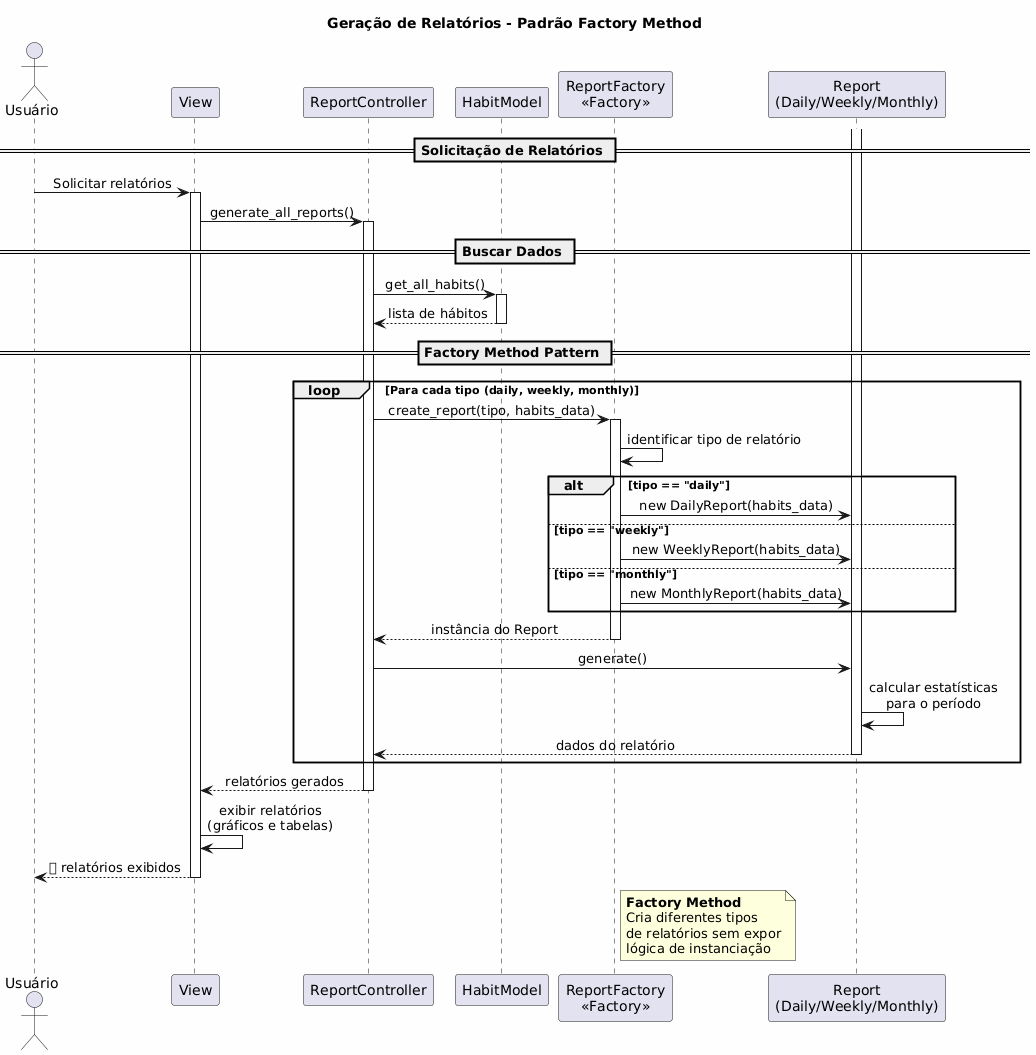 Geração de Relatórios - Padrão Factory Method
Usuário
View
ReportController
HabitModel
ReportFactory
«Factory»
Report
(Daily/Weekly/Monthly)
Solicitação de Relatórios
Solicitar relatórios
generate_all_reports()
Buscar Dados
get_all_habits()
lista de hábitos
Factory Method Pattern
loop
[Para cada tipo (daily, weekly, monthly)]
create_report(tipo, habits_data)
identificar tipo de relatório
alt
[tipo == "daily"]
new DailyReport(habits_data)
[tipo == "weekly"]
new WeeklyReport(habits_data)
[tipo == "monthly"]
new MonthlyReport(habits_data)
instância do Report
generate()
calcular estatísticas
para o período
dados do relatório
relatórios gerados
exibir relatórios
(gráficos e tabelas)
relatórios exibidos
Factory Method
Cria diferentes tipos
de relatórios sem expor
lógica de instanciação
Usuário
View
ReportController
HabitModel
ReportFactory
«Factory»
Report
(Daily/Weekly/Monthly)